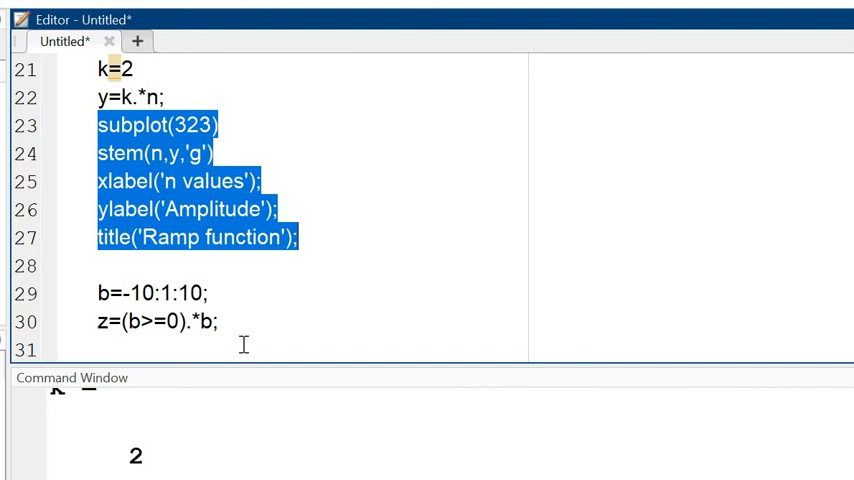 Editor - Untitled*
Untitled* × +
21 k=2
22 y=k.*n;
23 subplot(323)
24 stem(n,y,'g')
25 xlabel('n values');
26 ylabel('Amplitude');
27 title('Ramp function');
28
29 b=-10:1:10;
30 z=(b>=0).*b;
31
Command Window
k =
2